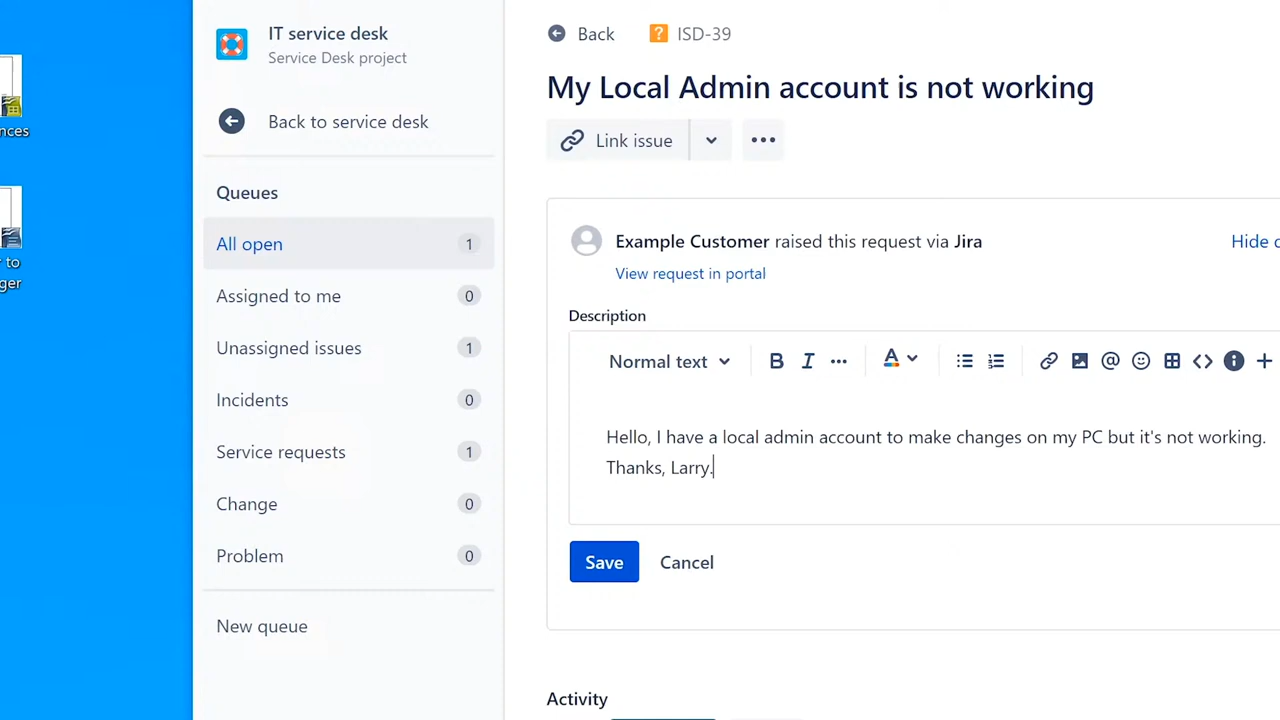 nces
r to
ger
IT service desk
Service Desk project
Back to service desk
Queues
All open 1
Assigned to me 0
Unassigned issues 1
Incidents 0
Service requests 1
Change 0
Problem 0
New queue
Back ISD-39
My Local Admin account is not working
Link issue
Example Customer raised this request via Jira
Hide
View request in portal
Description
Normal text B I A
Hello, I have a local admin account to make changes on my PC but it's not working.
Thanks, Larry.
Save Cancel
Activity